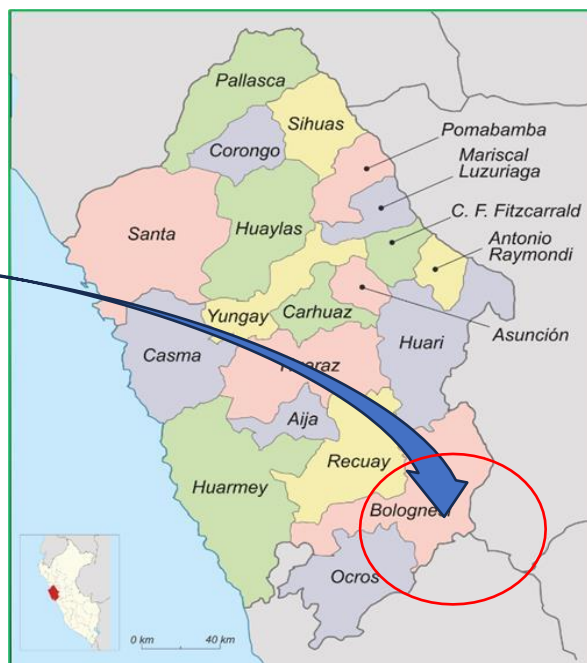 Pallasca
Sihuas
Corongo
Pomabamba
Mariscal
Luzuriaga
Santa
Huaylas
C. F. Fitzcarrald
Antonio
Raymondi
Yungay
Carhuaz
Asunción
Casma
Huari
Aija
Recuay
Huarmey
Ocros
0 km 40 km